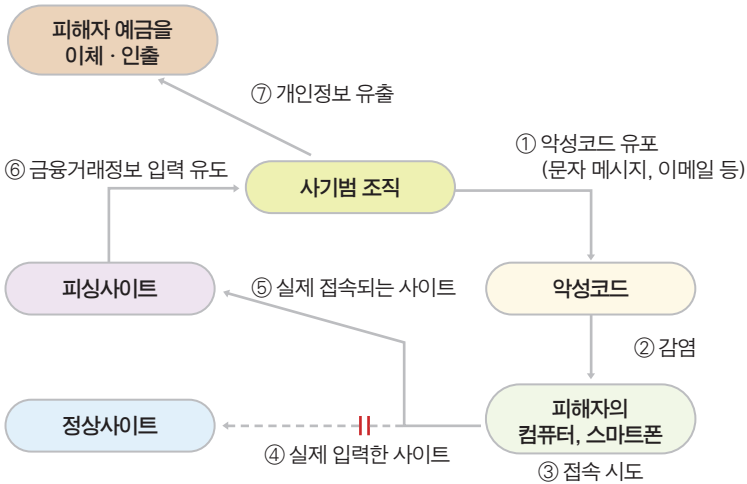 피해자 예금을
이체 · 인출
⑦ 개인정보 유출
① 악성코드 유포
(문자 메시지, 이메일 등)
⑥ 금융거래정보 입력 유도
사기범 조직
피싱사이트
⑤ 실제 접속되는 사이트
악성코드
② 감염
정상사이트
④ 실제 입력한 사이트
피해자의
컴퓨터, 스마트폰
③ 접속 시도